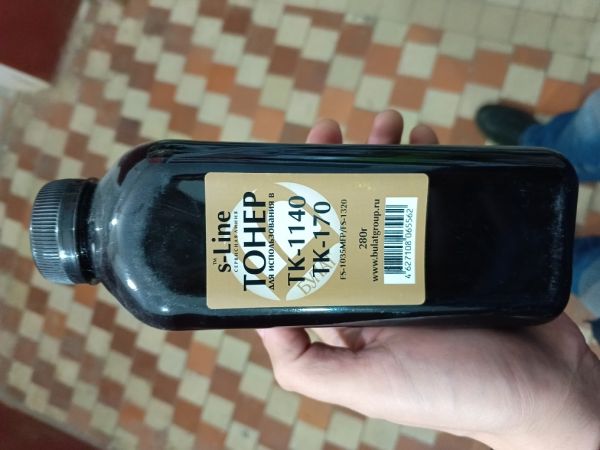 s-Line
™
СЕРВИСНАЯ ЛИНИЯ
ТОНЕР
для использования в
TK-1140
TK-170
FS-1035MFP/FS-1320
280г
www.bulatgroup.ru
4 627108 065562